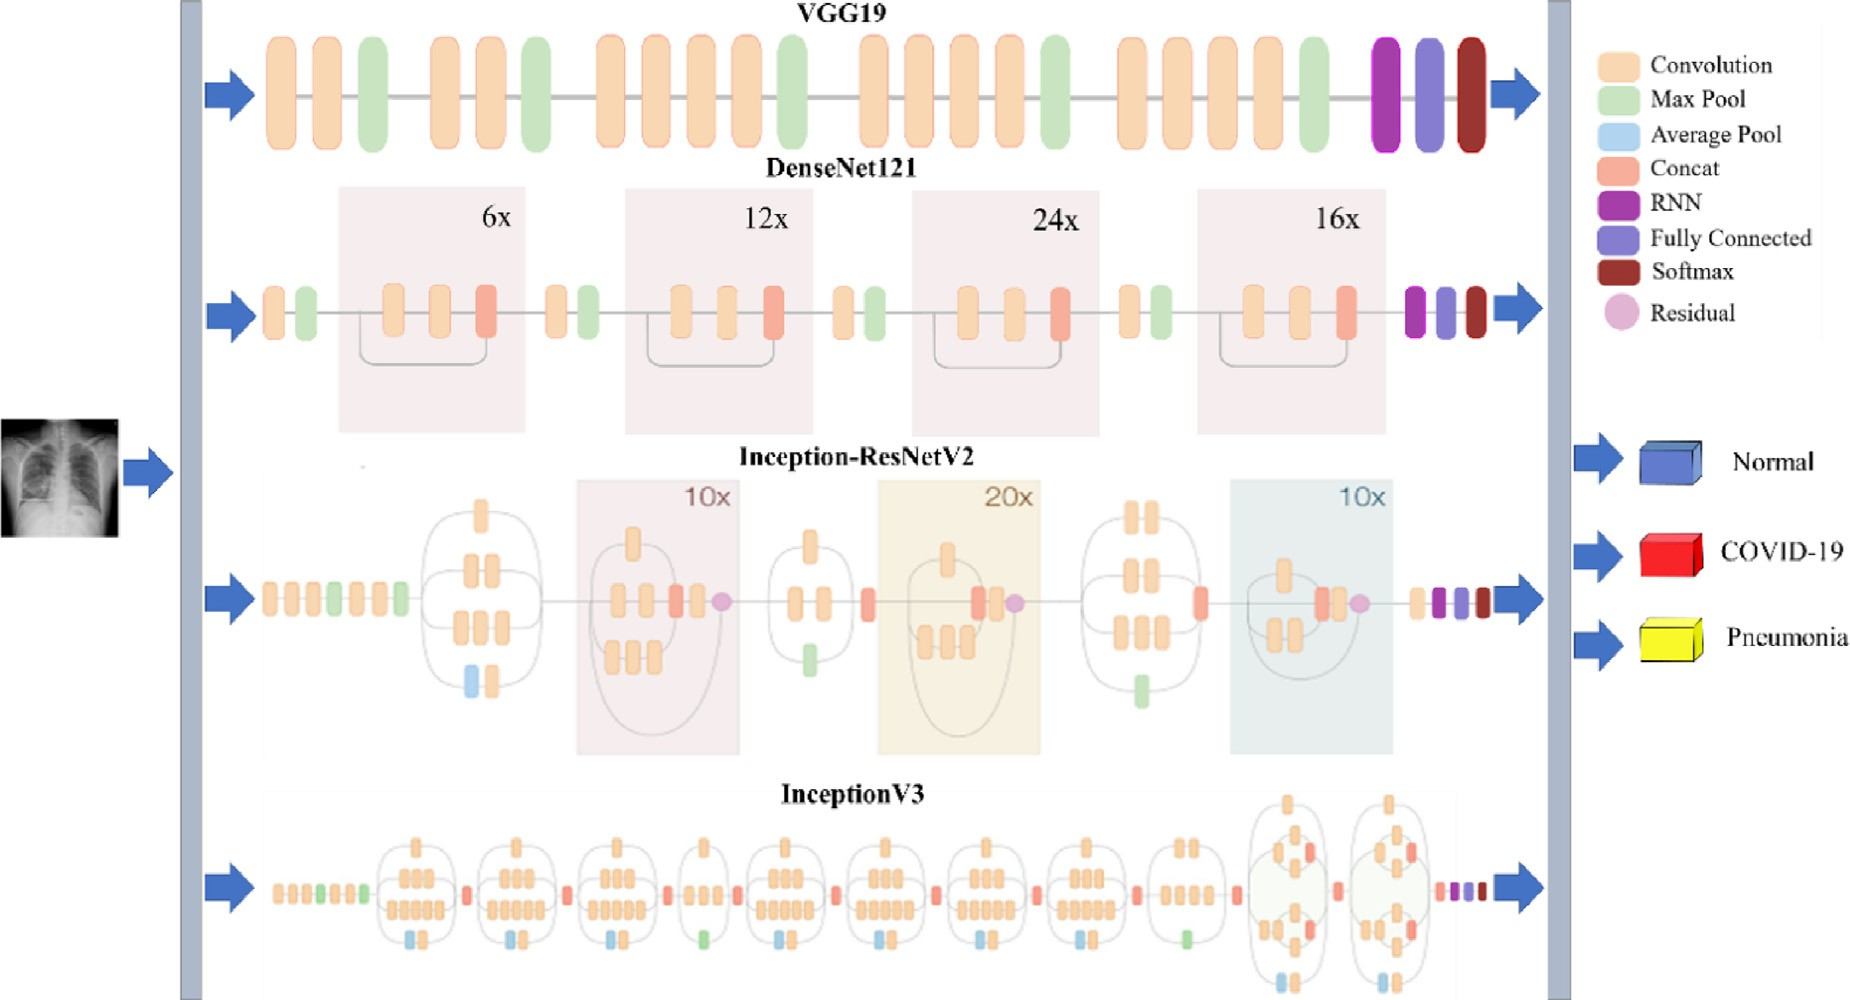 VGG19
DenseNet121
6x
12x
24x
16x
Inception-ResNetV2
10x
20x
10x
InceptionV3
Convolution
Max Pool
Average Pool
Concat
RNN
Fully Connected
Softmax
Residual
Normal
COVID-19
Pneumonia